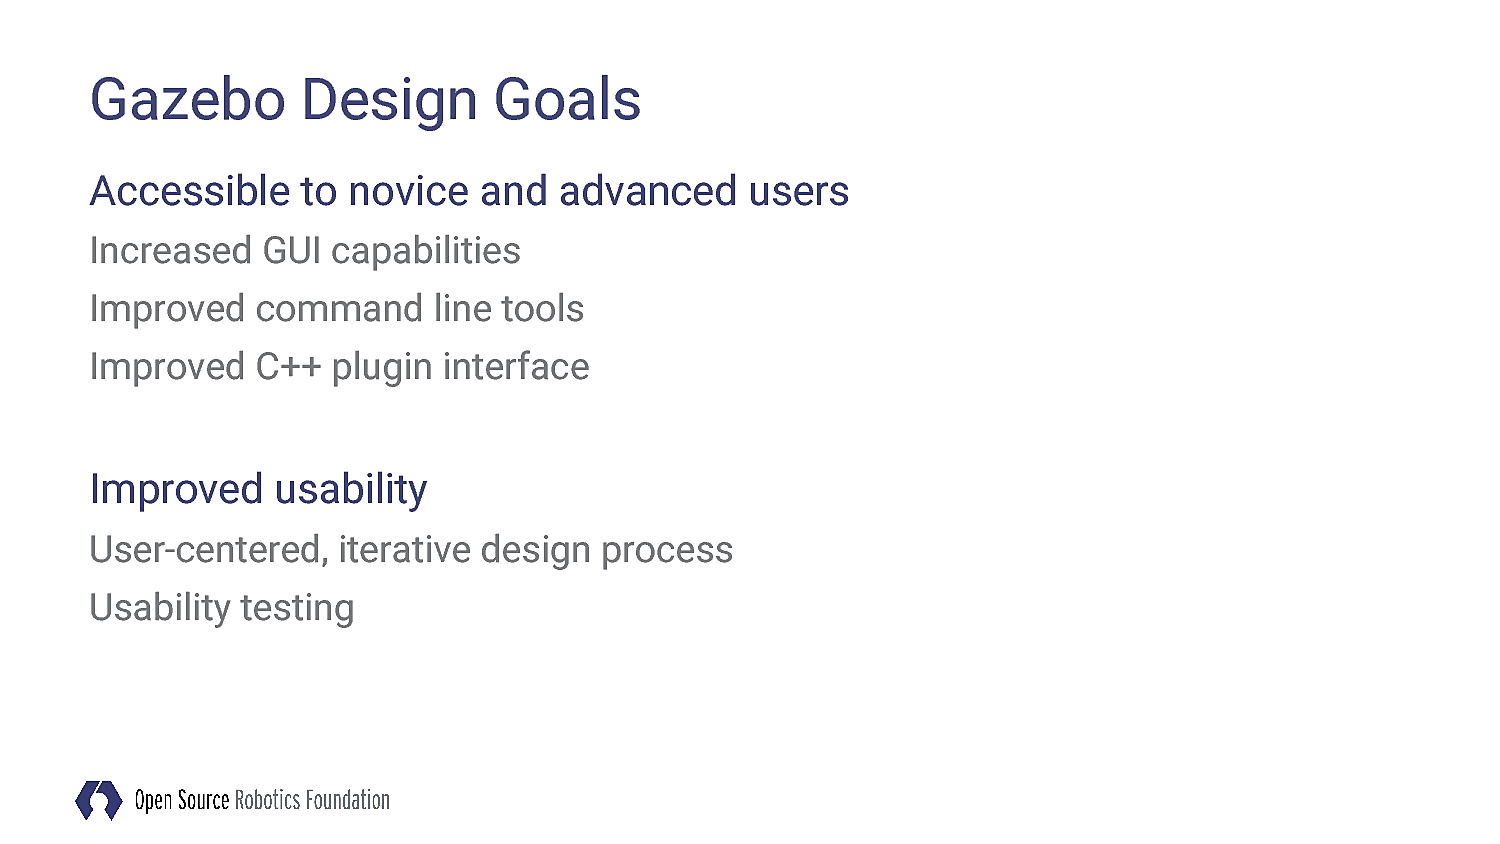 Gazebo Design Goals
Accessible to novice and advanced users
Increased GUI capabilities
Improved command line tools
Improved C++ plugin interface
Improved usability
User-centered, iterative design process
Usability testing
Open Source Robotics Foundation